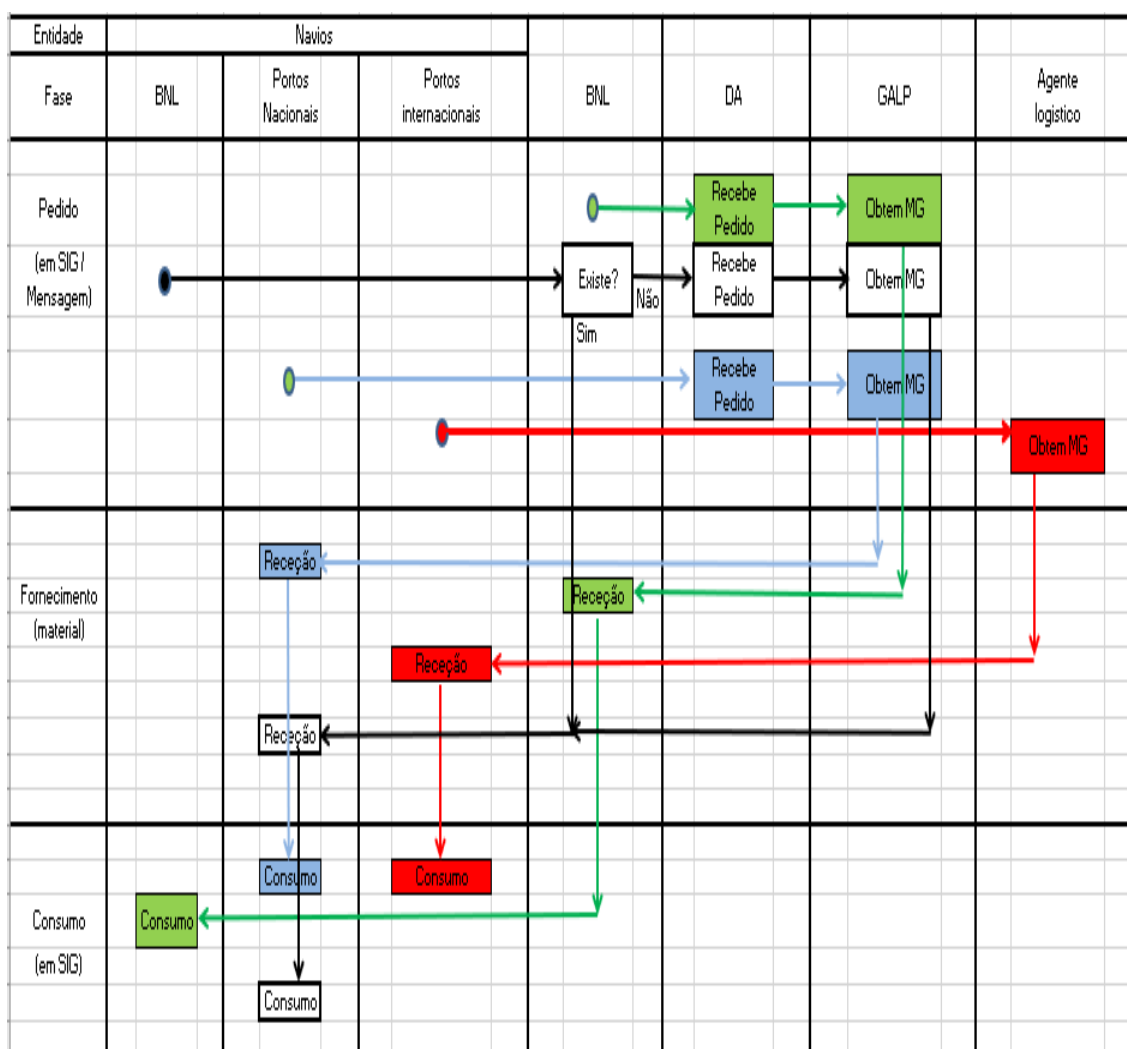 Entidade
Navios
Fase
BNL
Portos
Nacionais
Portos
internacionais
BNL
DA
GALP
Agente
logistico
Pedido
(em SIG /
Mensagem)
Recebe
Pedido
Obtem MG
Existe?
Não
Sim
Recebe
Pedido
Obtem MG
Recebe
Pedido
Obtem MG
Obtem MG
Fornecimento
(material)
Receção
Receção
Receção
Receção
Consumo
(em SIG)
Consumo
Consumo
Consumo
Consumo